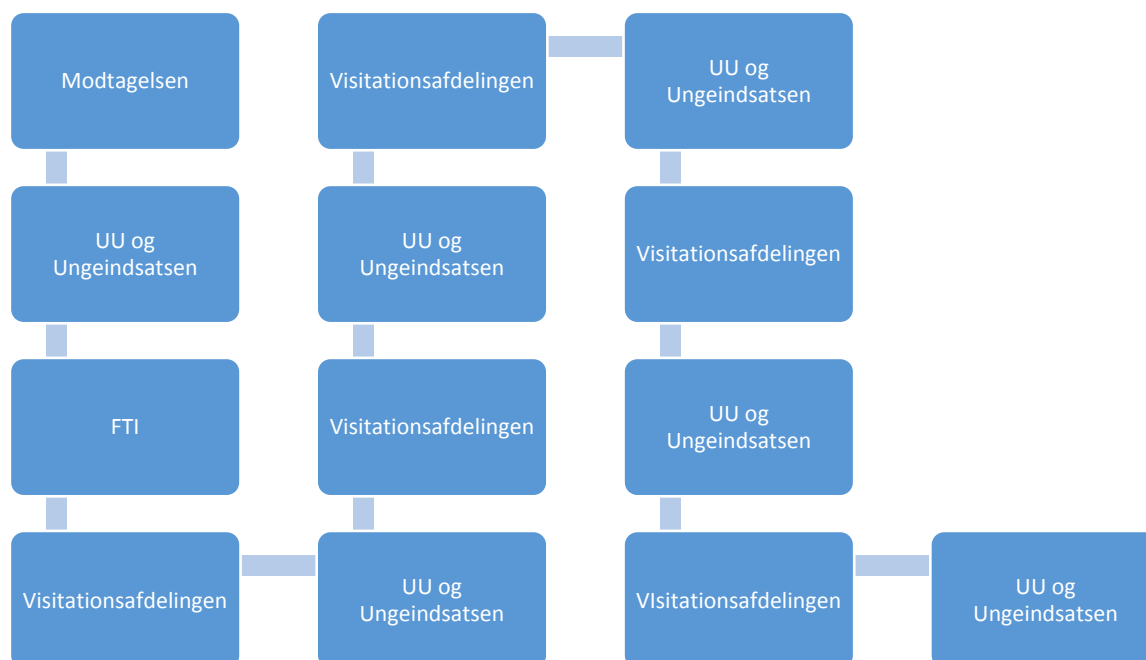 Modtagelsen
UU og
Ungeindsatsen
FTI
Visitationsafdelingen
UU og
Ungeindsatsen
Visitationsafdelingen
UU og
Ungeindsatsen
Visitationsafdelingen
UU og
Ungeindsatsen
Visitationsafdelingen
UU og
Ungeindsatsen
VIsitationsafdelingen
UU og
Ungeindsatsen